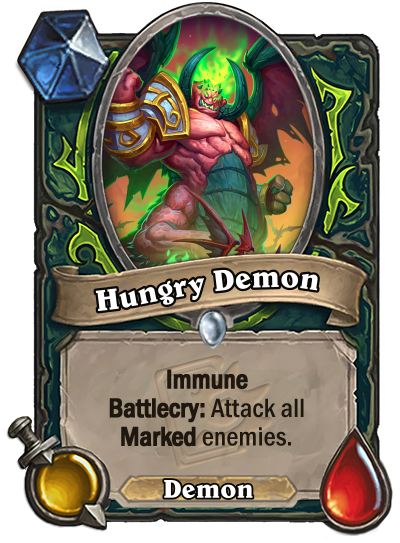 Hungry Demon
Immune
Battlecry: Attack all
Marked enemies.
Demon